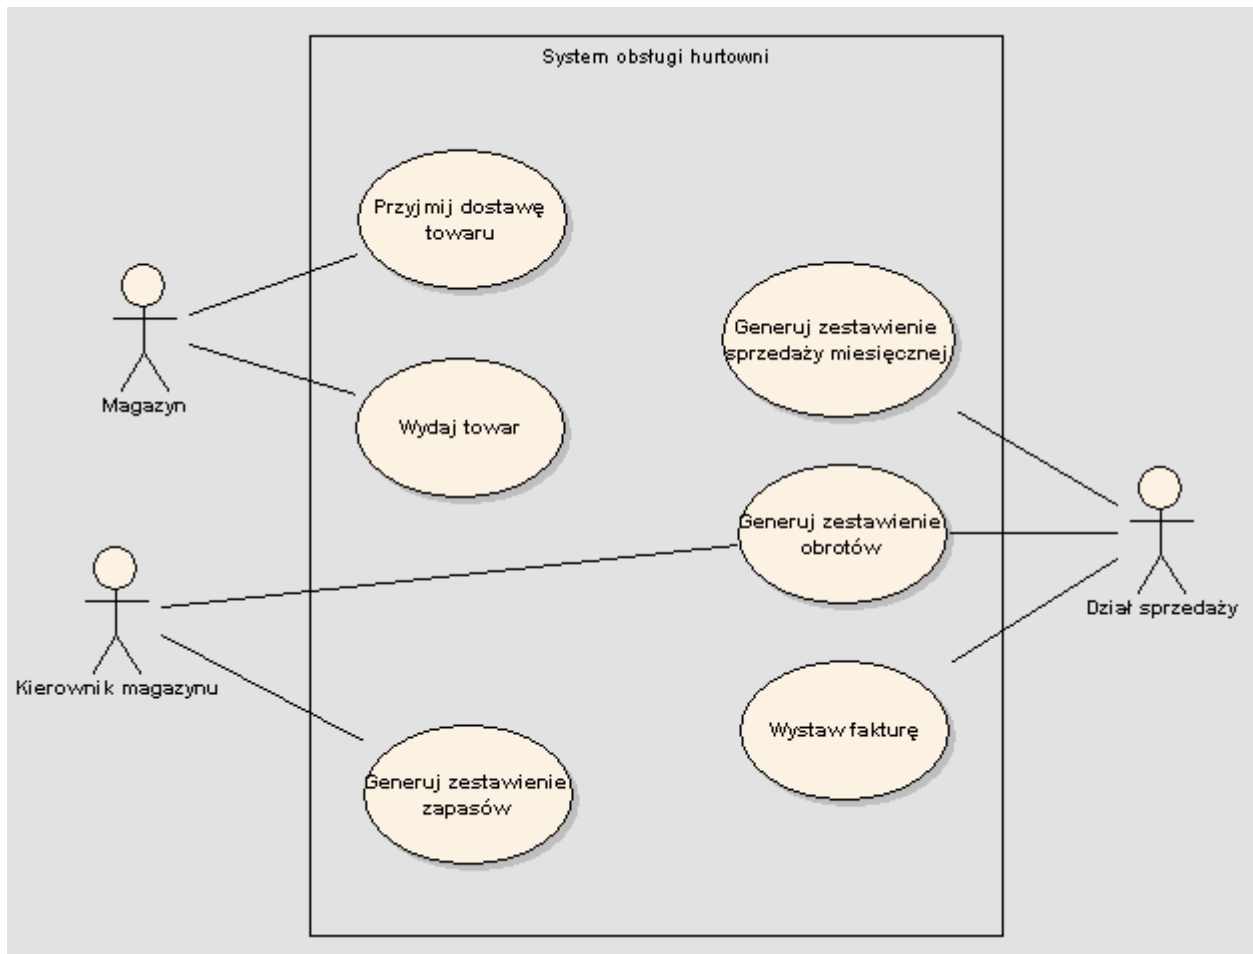 System obsługi hurtowni
Przyjmij dostawę
towaru
Generuj zestawienie
sprzedaży miesięcznej
Magazyn
Wydaj towar
Generuj zestawienie
obrotów
Dział sprzedaży
Kierownik magazynu
Wystaw fakturę
Generuj zestawienie
zapasów